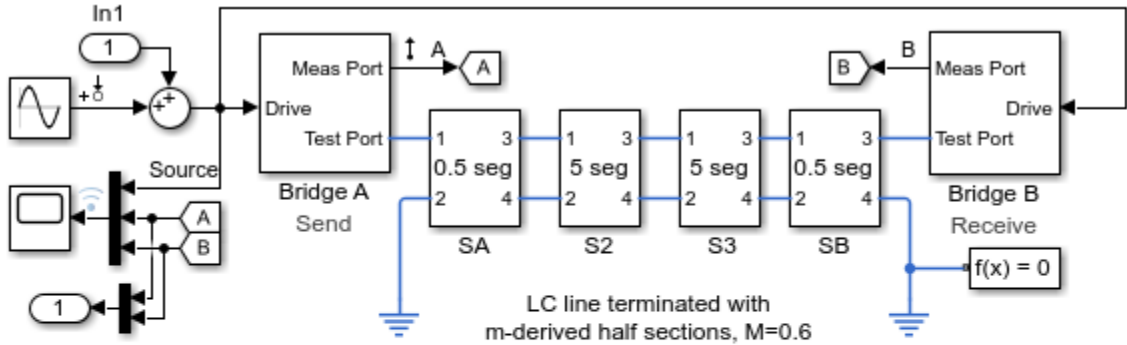 In1
1
+
+
+
Source
Meas Port
Drive
Test Port
Bridge A
Send
A
A
1 3
0.5 seg
2 4
SA
1 3
5 seg
2 4
S2
1 3
5 seg
2 4
S3
1 3
0.5 seg
2 4
SB
B
B
Meas Port
Drive
Test Port
Bridge B
Receive
f(x) = 0
A
B
1
LC line terminated with
m-derived half sections, M=0.6